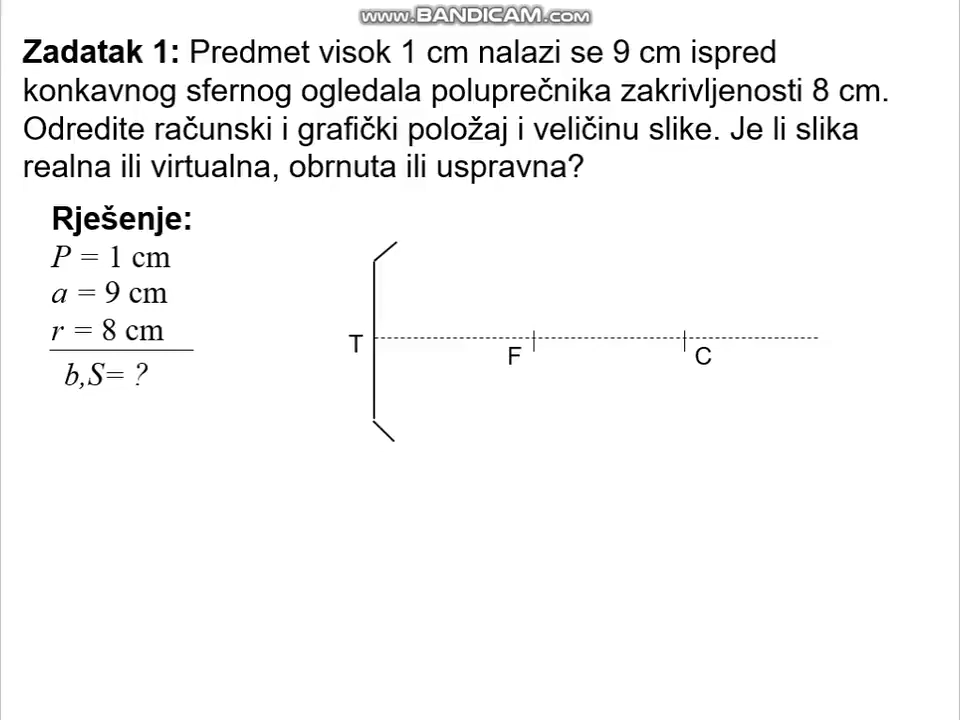 www.BANDICAM.com
Zadatak 1: Predmet visok 1 cm nalazi se 9 cm ispred
konkavnog sfernog ogledala poluprečnika zakrivljenosti 8 cm.
Odredite računski i grafički položaj i veličinu slike. Je li slika
realna ili virtualna, obrnuta ili uspravna?
Rješenje:
P = 1 cm
a = 9 cm
r = 8 cm
b,S= ?
T
F
C